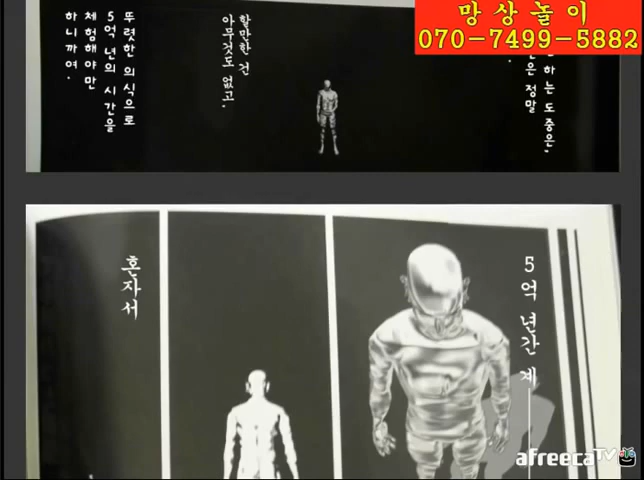 망상놀이
070-7499-5882
하는 도중은
은 정말
할만한 건
아무것도 없고.
뚜렷한 의식으로
5억 년의 시간을
체험해야만
하니까여.
5억 년간 계
혼자서
afreecaTV